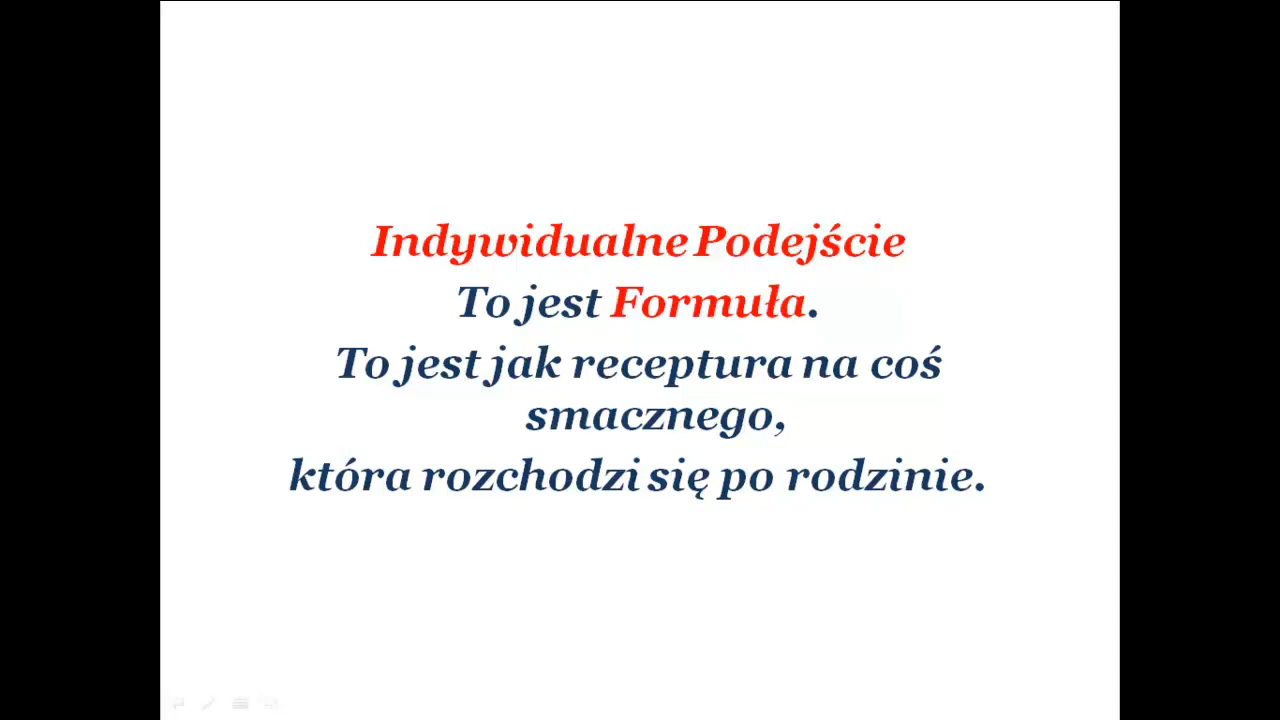 Indywidualne Podejście
To jest Formuła.
To jest jak receptura na coś
smacznego,
która rozchodzi się po rodzinie.